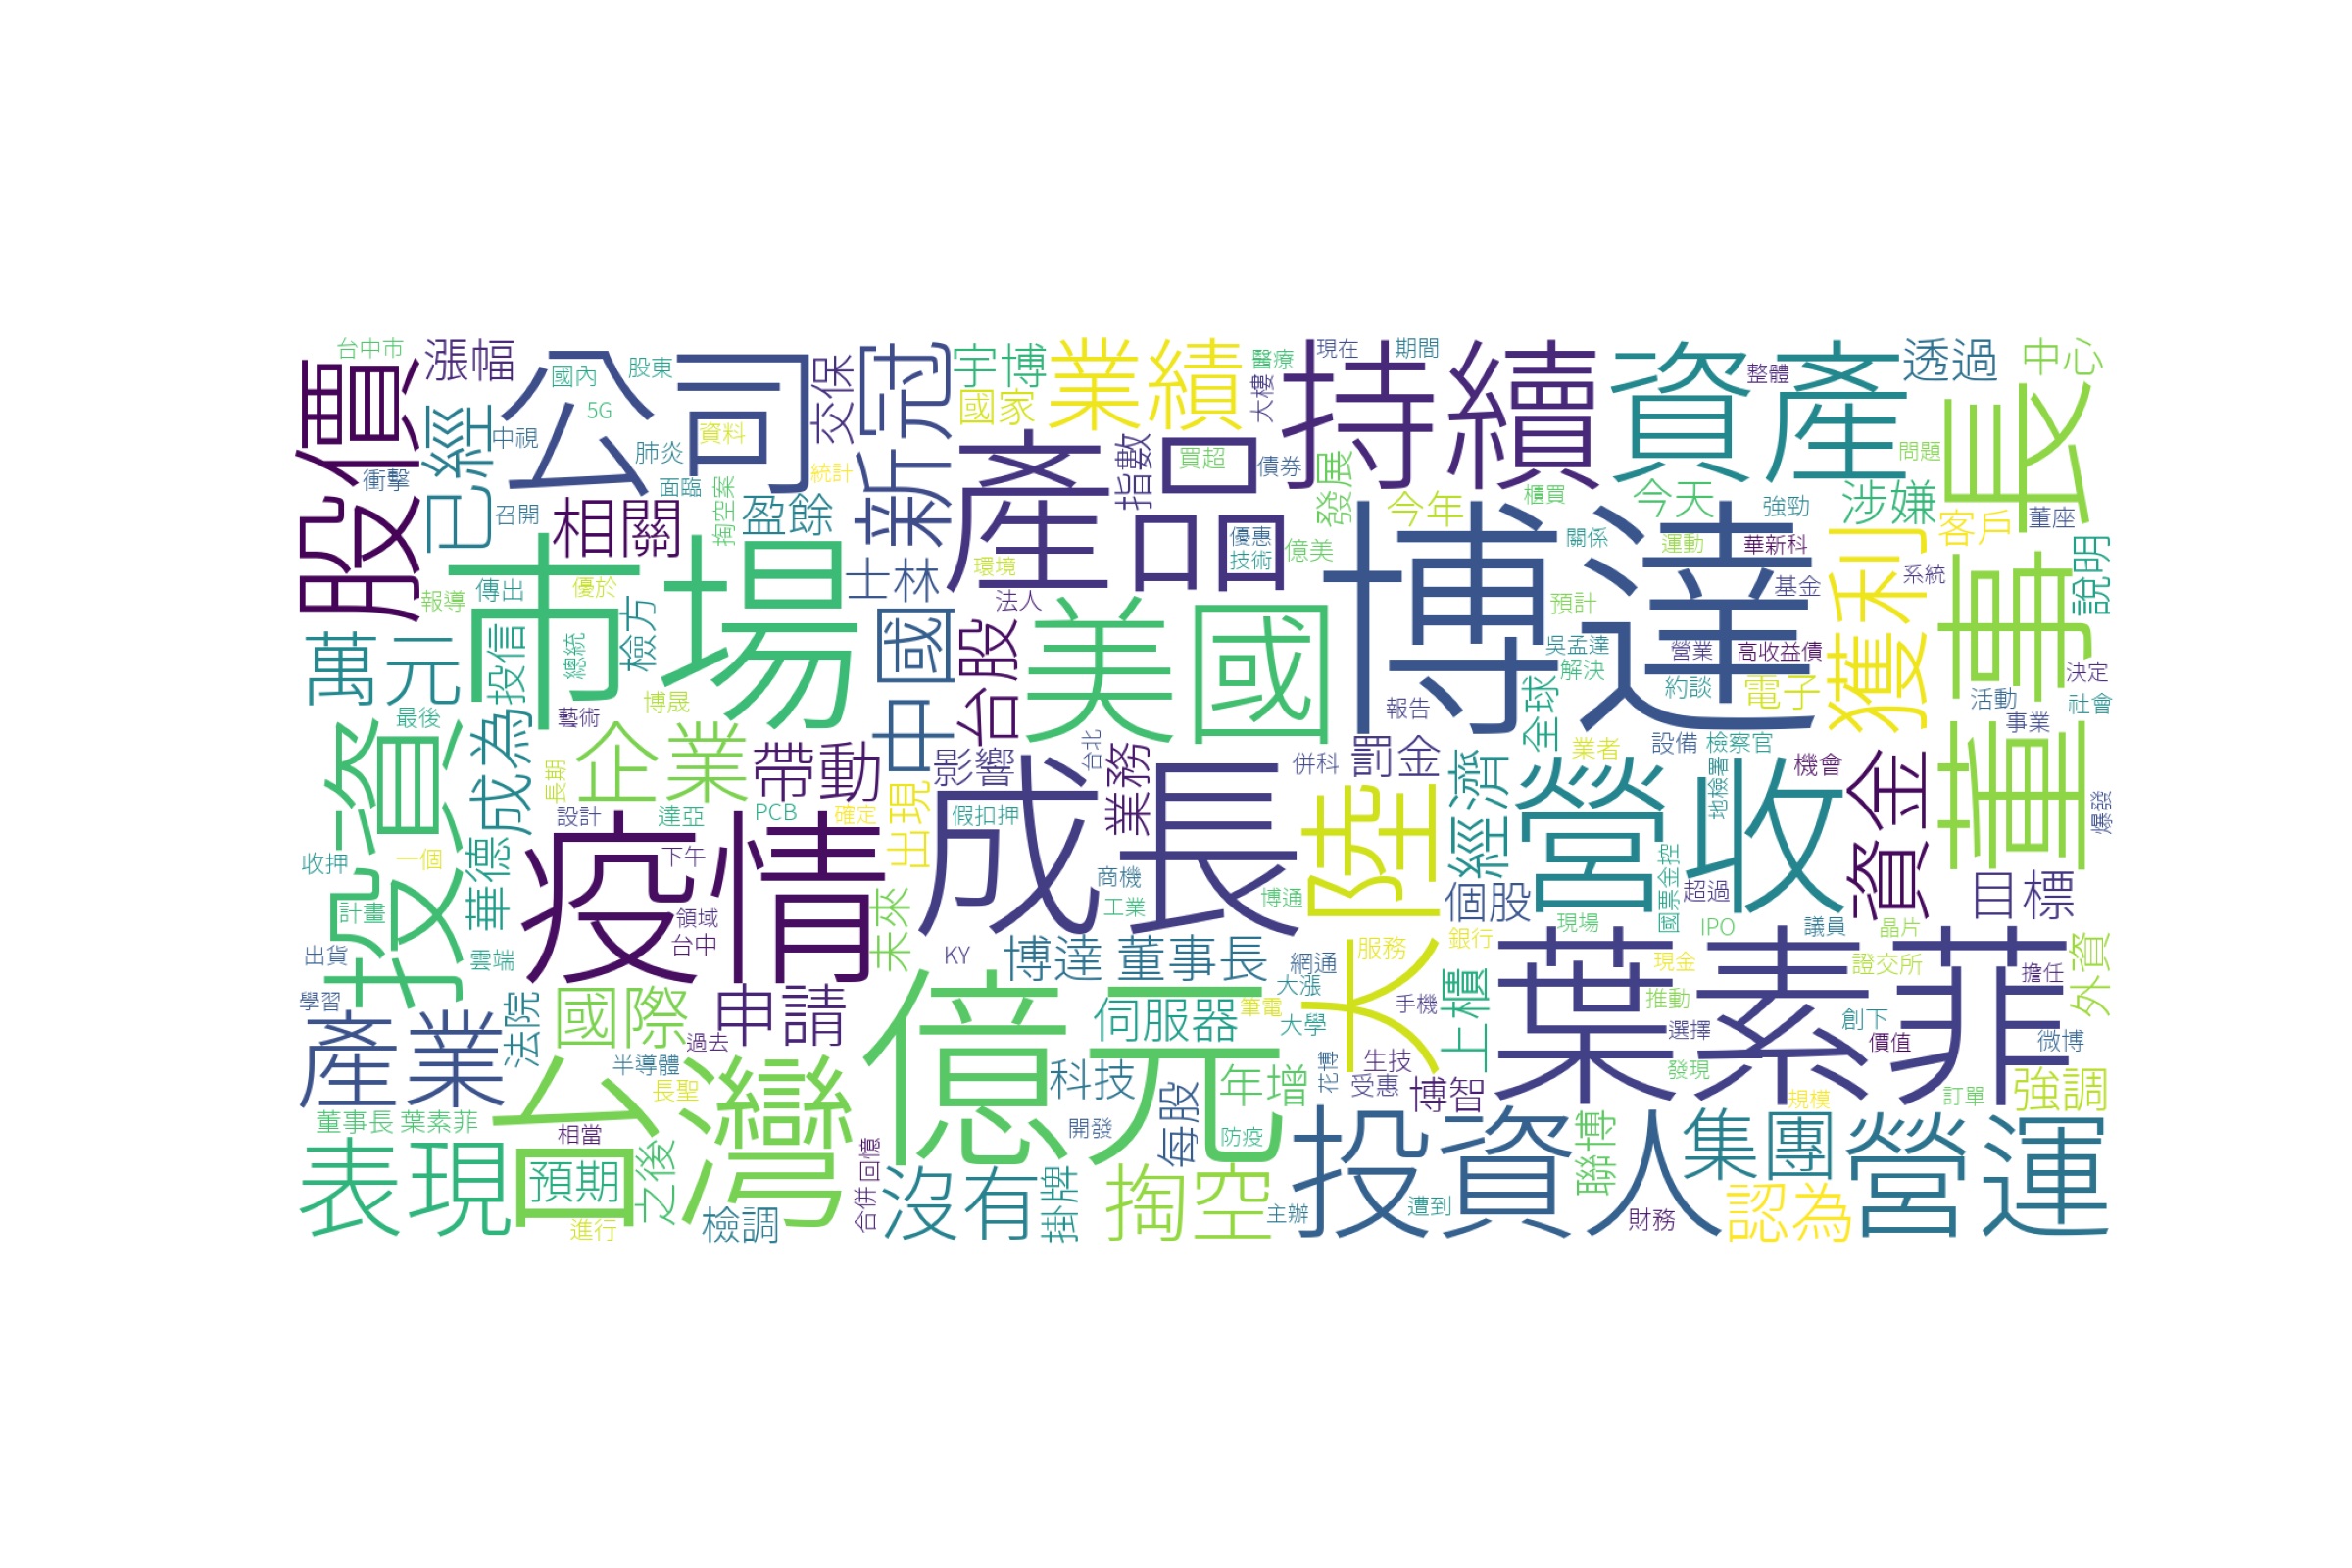 台中市
漲幅
國內
股東
公司
股價
已經
中視
5G
資料
肺炎
衝擊
面臨
召開
統計
交保
新冠
宇博
國家
業績
醫療
大樓
現在
期間
持續
資產
整體
透過
中心
董事長
產品
指數
買超
債券
發展
今年
櫃買
今天
強勁
涉嫌
問題
客戶
董座
相關
掏空案
盈餘
士林
環境
優惠
技術
億美
博達
關係
運動
華新科
獲利
系統
說明
市場
傳出
優於
報導
投信
總統
檢方
萬元
中國
法人
台股
美國
預計
吳孟達
解決
營業
高收益債
基金
約談
電子
決定
活動
社會
事業
最後
藝術
博晟
成為
投資
企業
帶動
影響
台北
業務
併科
罰金
報告
全球
業者
設備
檢察官
地檢署
機會
資金
爆發
長期
設計
達亞
PCB
確定
出現
假扣押
成長
大陸
經濟
營收
收押
一個
華德
疫情
下午
計畫
領域
台中
未來
商機
工業
博通
個股
超過
國票金控
目標
出貨
雲端
KY
博達 董事長
網通
大漲
服務
銀行
現場
IPO
議員
晶片
葉素菲
現金
證交所
擔任
外資
學習
產業
法院
國際
申請
過去
億元
伺服器
筆電
大學
手機
上櫃
推動
選擇
創下
價值
微博
半導體
長聖
台灣
科技
年增
花博
生技
受惠
博智
發現
規模
訂單
強調
董事長 葉素菲
相當
開發
每股
防疫
投資人
聯博
集團
營運
表現
預期
之後
合併
回憶
沒有
掛牌
掏空
主辦
遭到
財務
認為
進行
檢調